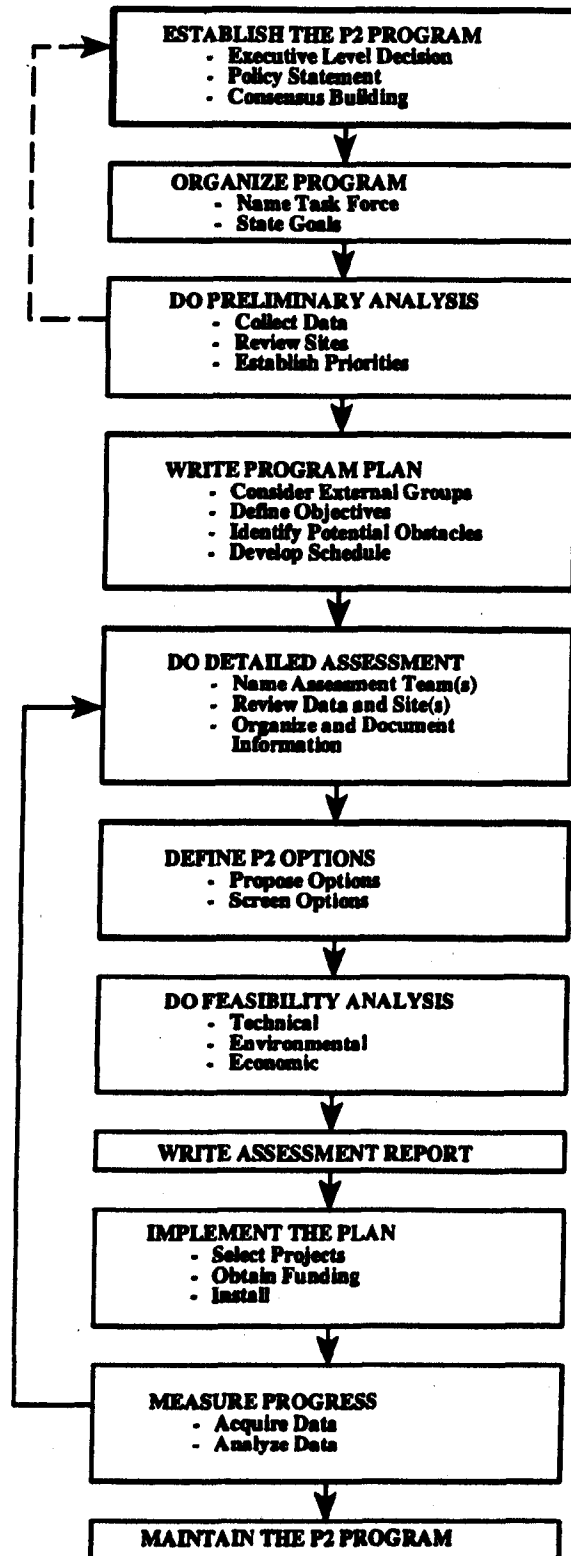 ESTABLISH THE P2 PROGRAM
- Executive Level Decision
- Policy Statement
- Consensus Building
ORGANIZE PROGRAM
- Name Task Force
- State Goals
DO PRELIMINARY ANALYSIS
- Collect Data
- Review Sites
- Establish Priorities
WRITE PROGRAM PLAN
- Consider External Groups
- Define Objectives
- Identify Potential Obstacles
- Develop Schedule
DO DETAILED ASSESSMENT
- Name Assessment Team(s)
- Review Data and Site(s)
- Organize and Document
Information
DEFINE P2 OPTIONS
- Propose Options
- Screen Options
DO FEASIBILITY ANALYSIS
- Technical
- Environmental
- Economic
WRITE ASSESSMENT REPORT
IMPLEMENT THE PLAN
- Select Projects
- Obtain Funding
- Install
MEASURE PROGRESS
- Acquire Data
- Analyze Data
MAINTAIN THE P2 PROGRAM